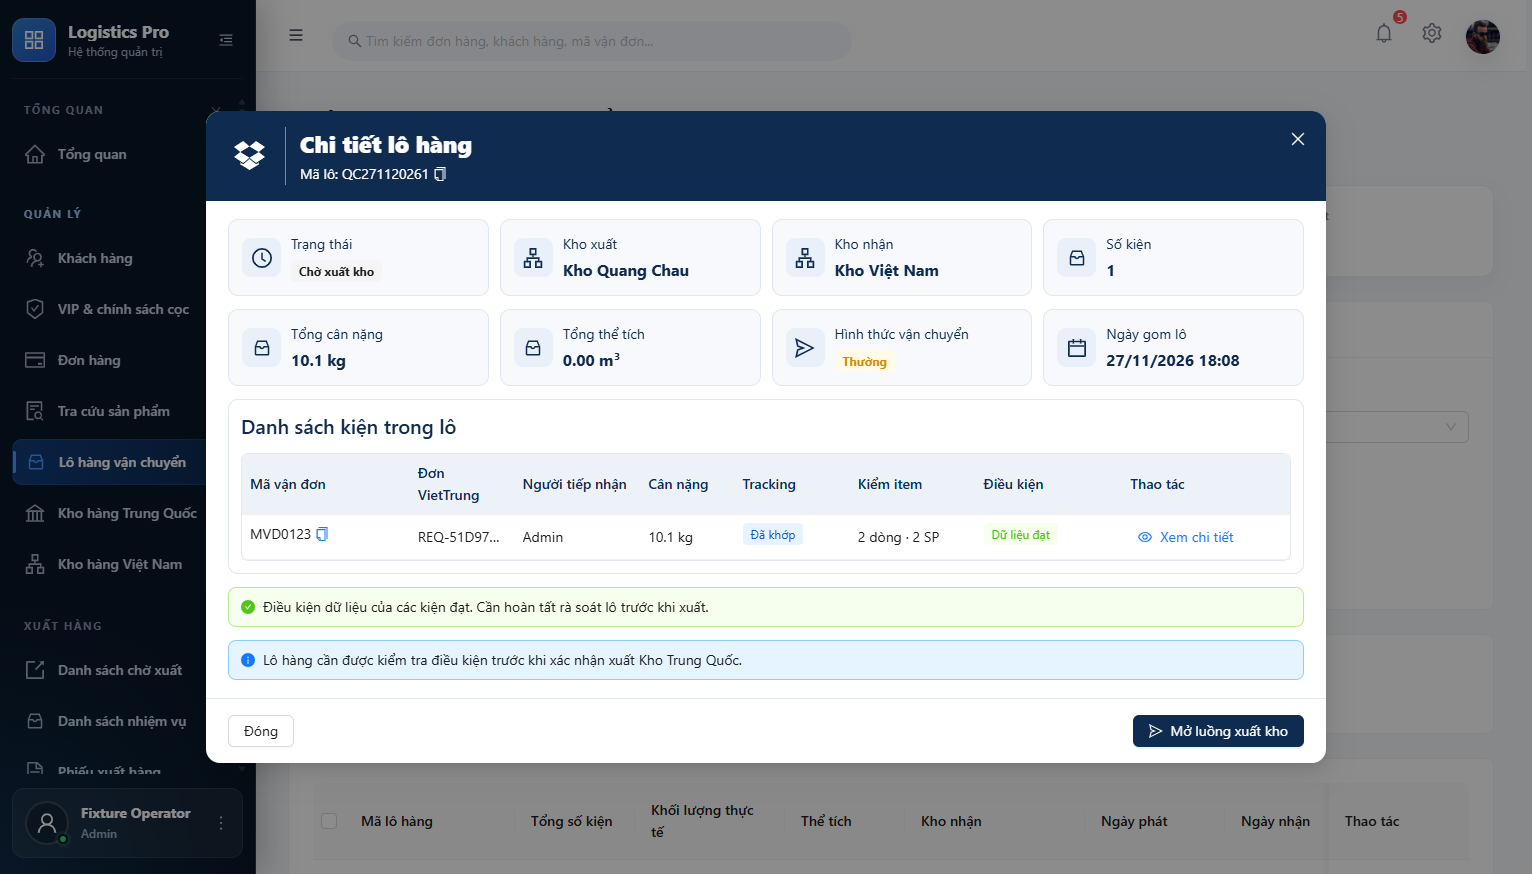 Logistics Pro
Hệ thống quản trị
Tìm kiếm đơn hàng, khách hàng, mã vận đơn...
5
TỔNG QUAN
Tổng quan
QUẢN LÝ
Khách hàng
VIP & chính sách cọc
Đơn hàng
Tra cứu sản phẩm
Lô hàng vận chuyển
Kho hàng Trung Quốc
Kho hàng Việt Nam
XUẤT HÀNG
Danh sách chờ xuất
Danh sách nhiệm vụ
Phiếu xuất hàng
Fixture Operator
Admin
Chi tiết lô hàng
Mã lô: QC271120261
Trạng thái
Chờ xuất kho
Kho xuất
Kho Quang Chau
Kho nhận
Kho Việt Nam
Số kiện
1
Tổng cân nặng
10.1 kg
Tổng thể tích
0.00 m³
Hình thức vận chuyển
Thường
Ngày gom lô
27/11/2026 18:08
Danh sách kiện trong lô
Mã vận đơn
Đơn VietTrung
Người tiếp nhận
Cân nặng
Tracking
Kiểm item
Điều kiện
Thao tác
MVD0123
REQ-51D97...
Admin
10.1 kg
Đã khớp
2 dòng · 2 SP
Dữ liệu đạt
Xem chi tiết
Điều kiện dữ liệu của các kiện đạt. Cần hoàn tất rà soát lô trước khi xuất.
Lô hàng cần được kiểm tra điều kiện trước khi xác nhận xuất Kho Trung Quốc.
Đóng
Mở luồng xuất kho
Mã lô hàng
Tổng số kiện
Khối lượng thực tế
Thể tích
Kho nhận
Ngày phát
Ngày nhận
Thao tác